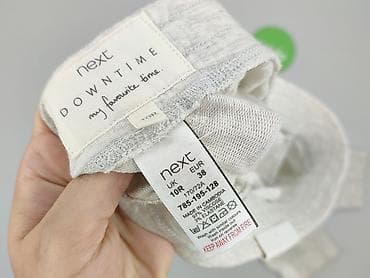 next
DOWNTIME
my favourite time.
next
UK EUR
10R 38
170/72A
785-195-128
MADE IN CAMBODIA
KEEP AWAY FROM FIRE